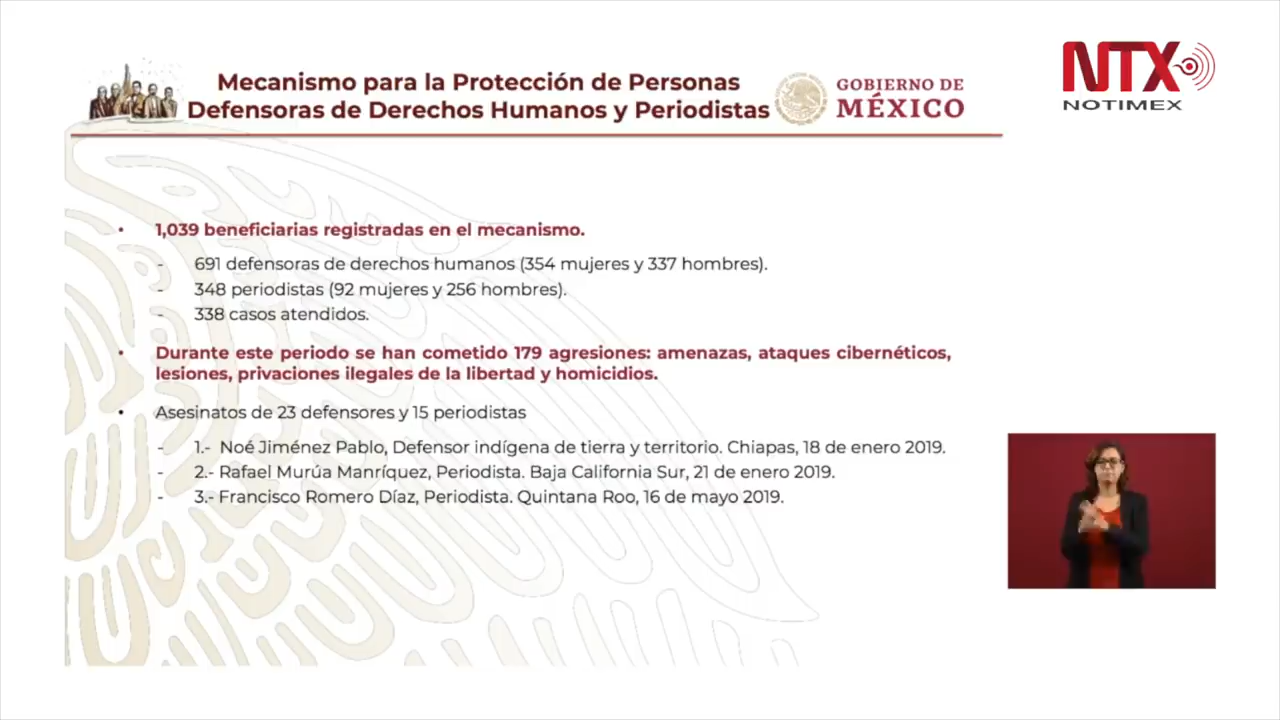 Mecanismo para la Protección de Personas
Defensoras de Derechos Humanos y Periodistas
GOBIERNO DE
MÉXICO
NTX
NOTIMEX
• 1,039 beneficiarias registradas en el mecanismo.
- 691 defensoras de derechos humanos (354 mujeres y 337 hombres).
- 348 periodistas (92 mujeres y 256 hombres).
- 338 casos atendidos.
• Durante este periodo se han cometido 179 agresiones: amenazas, ataques cibernéticos,
lesiones, privaciones ilegales de la libertad y homicidios.
• Asesinatos de 23 defensores y 15 periodistas
- 1.- Noé Jiménez Pablo, Defensor indígena de tierra y territorio. Chiapas, 18 de enero 2019.
- 2.- Rafael Murúa Manríquez, Periodista. Baja California Sur, 21 de enero 2019.
- 3.- Francisco Romero Díaz, Periodista. Quintana Roo, 16 de mayo 2019.